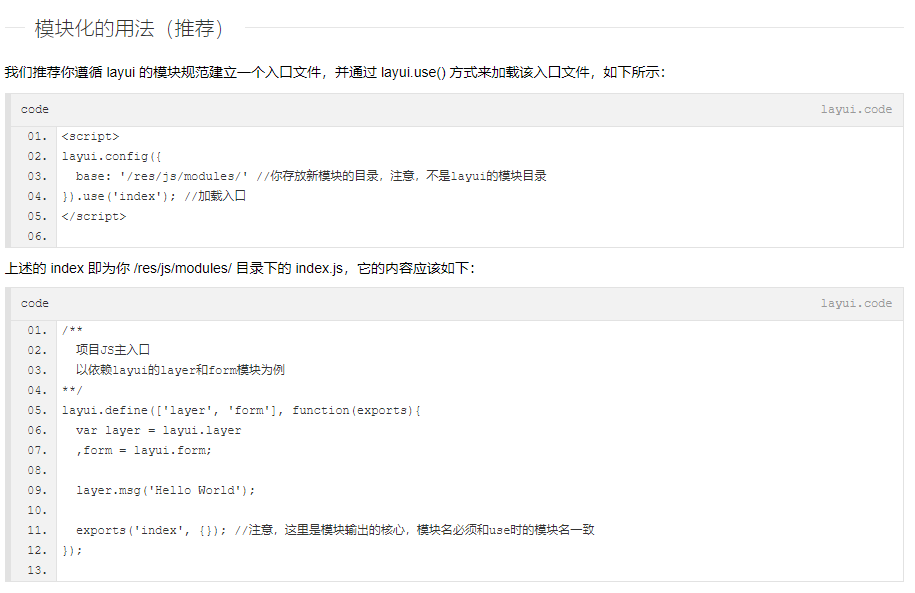 模块化的用法（推荐）
我们推荐你遵循 layui 的模块规范建立一个入口文件，并通过 layui.use() 方式来加载该入口文件，如下所示：
code layui.code
01. <script>
02. layui.config({
03.   base: '/res/js/modules/' //你存放新模块的目录，注意，不是layui的模块目录
04. }).use('index'); //加载入口
05. </script>
06.
上述的 index 即为你 /res/js/modules/ 目录下的 index.js，它的内容应该如下：
code layui.code
01. /**
02.   项目JS主入口
03.   以依赖layui的layer和form模块为例
04. **/
05. layui.define(['layer', 'form'], function(exports){
06.   var layer = layui.layer
07.   ,form = layui.form;
08.
09.   layer.msg('Hello World');
10.
11.   exports('index', {}); //注意，这里是模块输出的核心，模块名必须和use时的模块名一致
12. });
13.